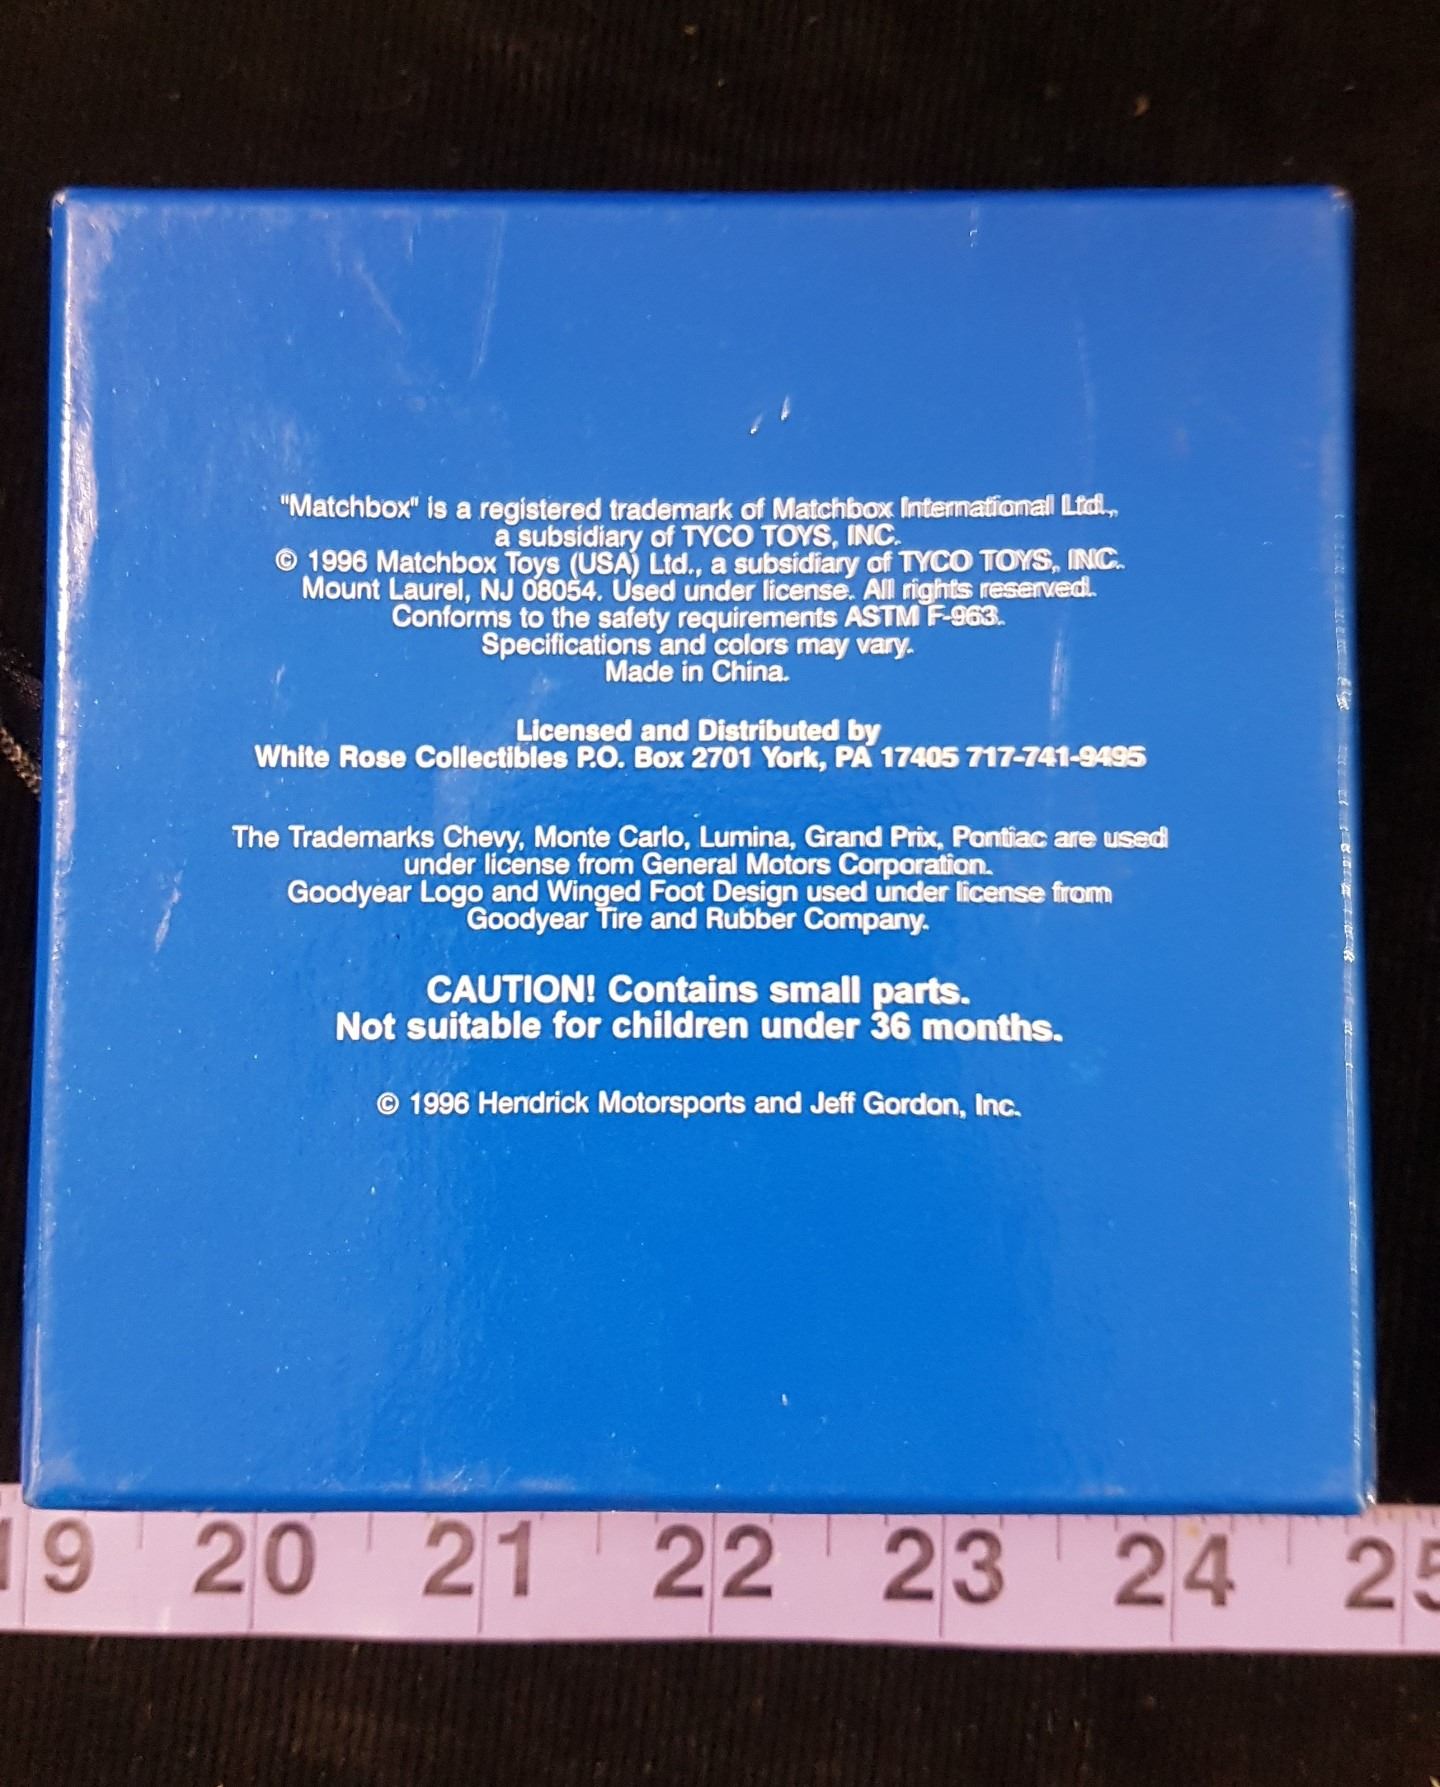 "Matchbox" is a registered trademark of Matchbox International Ltd.,
a subsidiary of TYCO TOYS, INC.
© 1996 Matchbox Toys (USA) Ltd., a subsidiary of TYCO TOYS, INC.
Mount Laurel, NJ 08054. Used under license. All rights reserved.
Conforms to the safety requirements ASTM F-963.
Specifications and colors may vary.
Made in China.
Licensed and Distributed by
White Rose Collectibles P.O. Box 2701 York, PA 17405 717-741-9495
The Trademarks Chevy, Monte Carlo, Lumina, Grand Prix, Pontiac are used
under license from General Motors Corporation.
Goodyear Logo and Winged Foot Design used under license from
Goodyear Tire and Rubber Company.
CAUTION! Contains small parts.
Not suitable for children under 36 months.
© 1996 Hendrick Motorsports and Jeff Gordon, Inc.
19 20 21 22 23 24 25